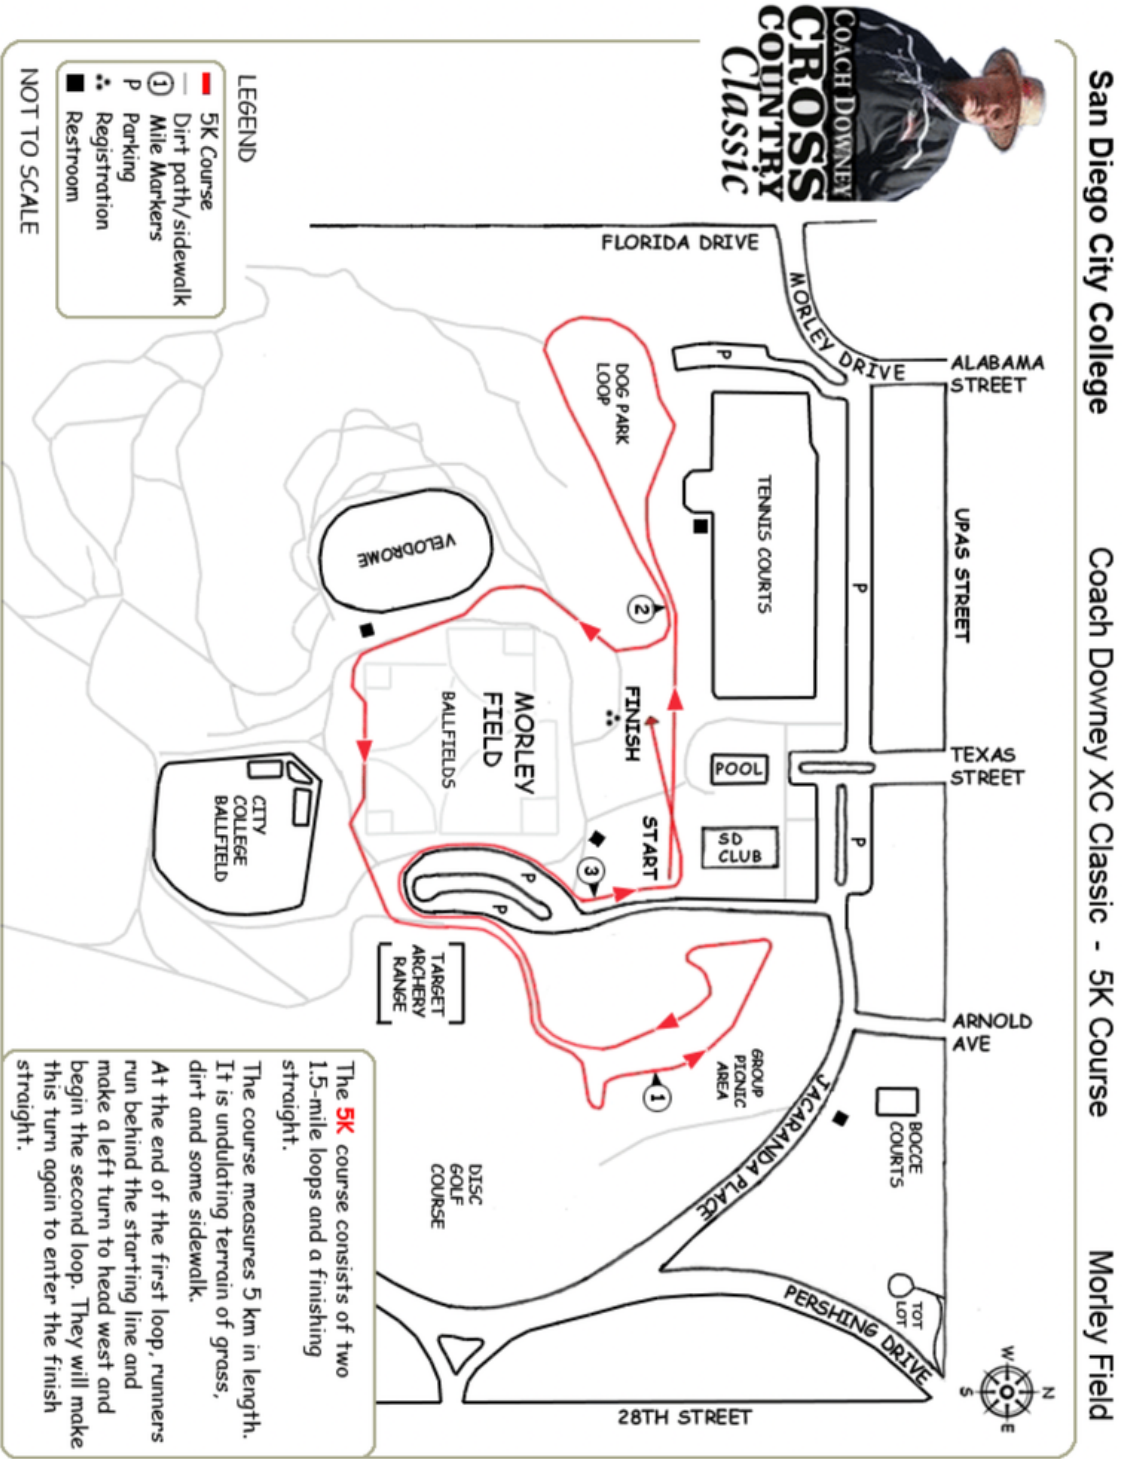 San Diego City College
Coach Downey XC Classic - 5K Course
Morley Field
COACH DOWNEY
CROSS
COUNTRY
Classic
FLORIDA DRIVE
MORLEY DRIVE
ALABAMA
STREET
UPAS STREET
TEXAS
STREET
ARNOLD
AVE
P
TENNIS COURTS
P
POOL
SD
CLUB
P
DOG PARK
LOOP
2
FINISH
START
3
MORLEY
FIELD
BALLFIELDS
VELODROME
P
P
CITY
COLLEGE
BALLFIELD
TARGET
ARCHERY
RANGE
GROUP
PICNIC
AREA
1
JACARANDA PLACE
BOCCE
COURTS
TOT
LOT
PERSHING DRIVE
DISC
GOLF
COURSE
28TH STREET
N
W
E
S
LEGEND
5K Course
Dirt path/sidewalk
1 Mile Markers
P Parking
Registration
Restroom
NOT TO SCALE
The 5K course consists of two
1.5-mile loops and a finishing
straight.
The course measures 5 km in length.
It is undulating terrain of grass,
dirt and some sidewalk.
At the end of the first loop, runners
run behind the starting line and
make a left turn to head west and
begin the second loop. They will make
this turn again to enter the finish
straight.